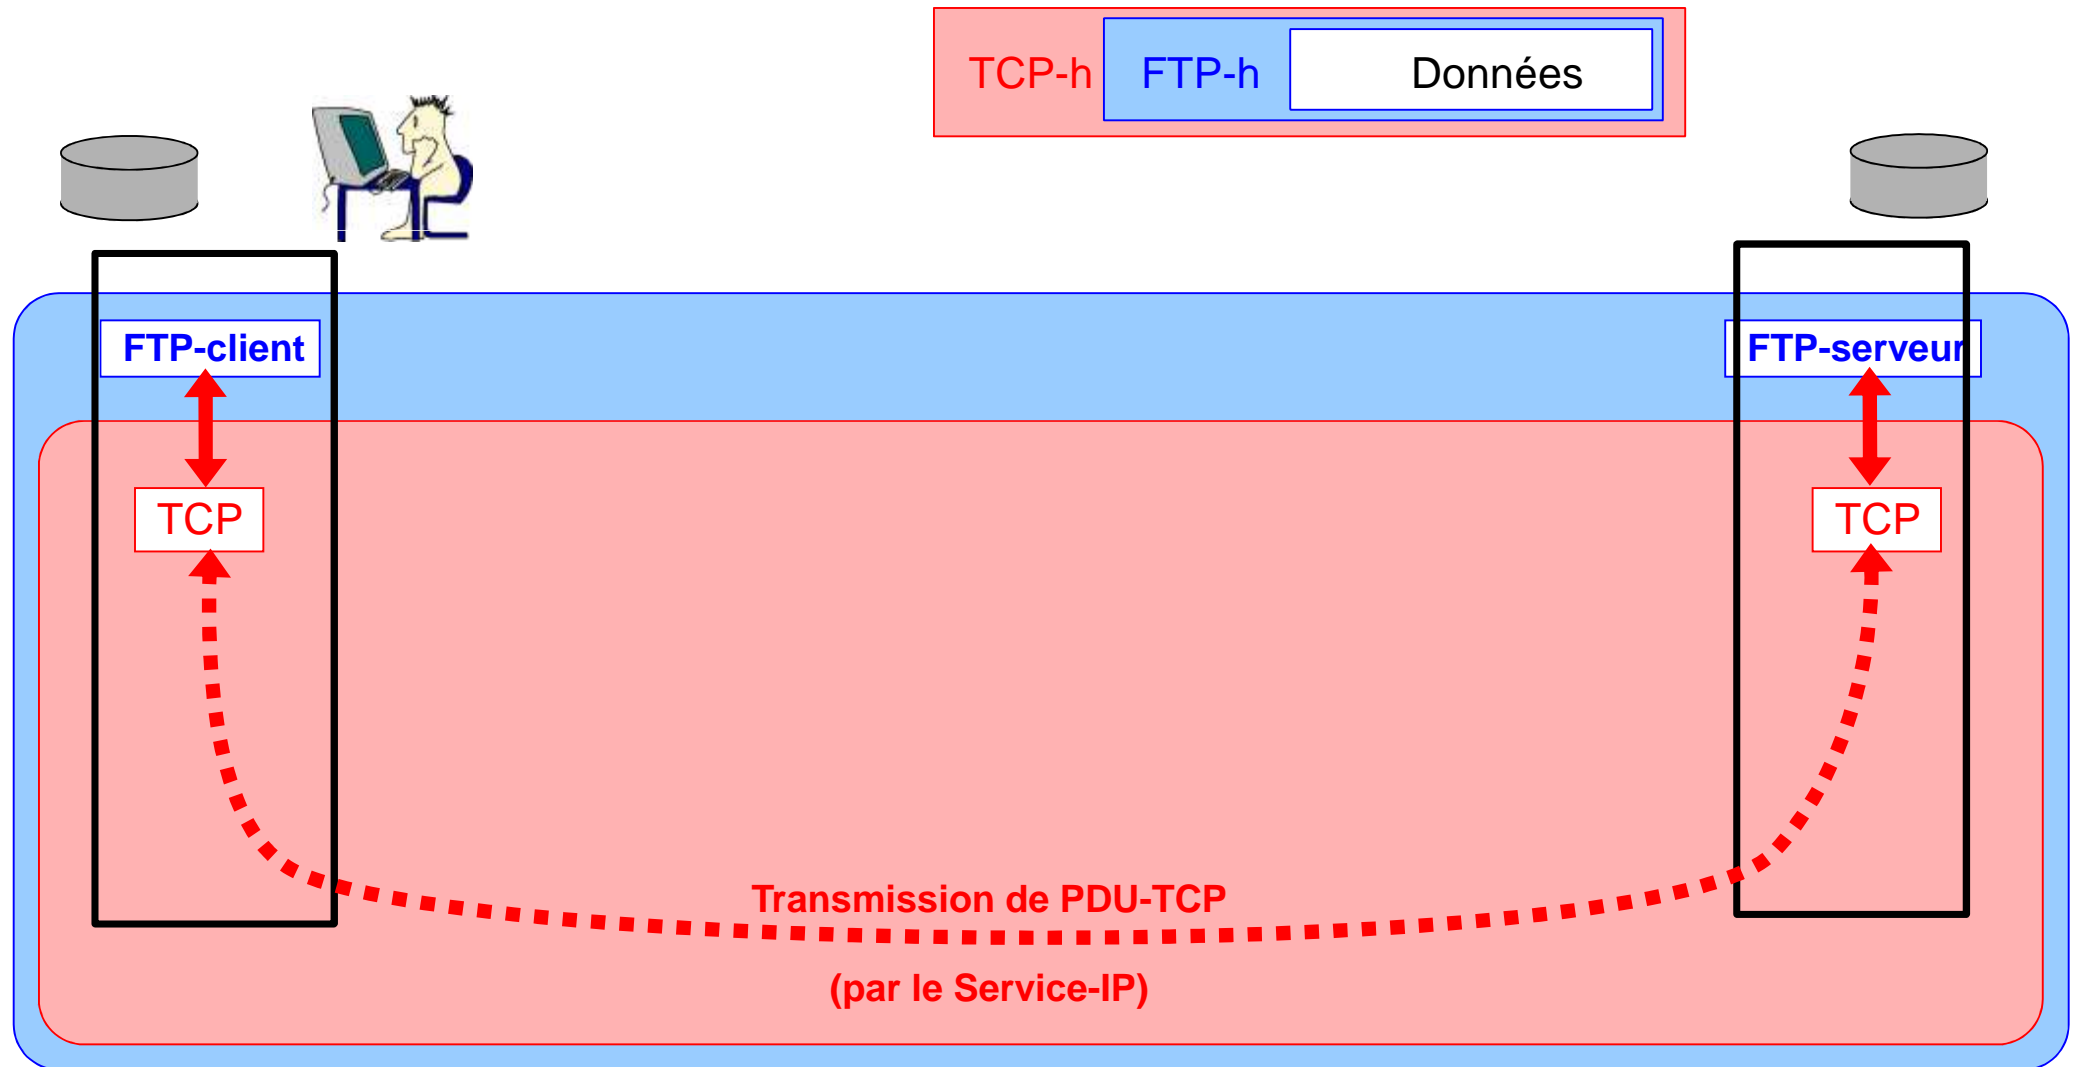 TCP-h FTP-h Données
FTP-client FTP-serveur
TCP TCP
Transmission de PDU-TCP
(par le Service-IP)